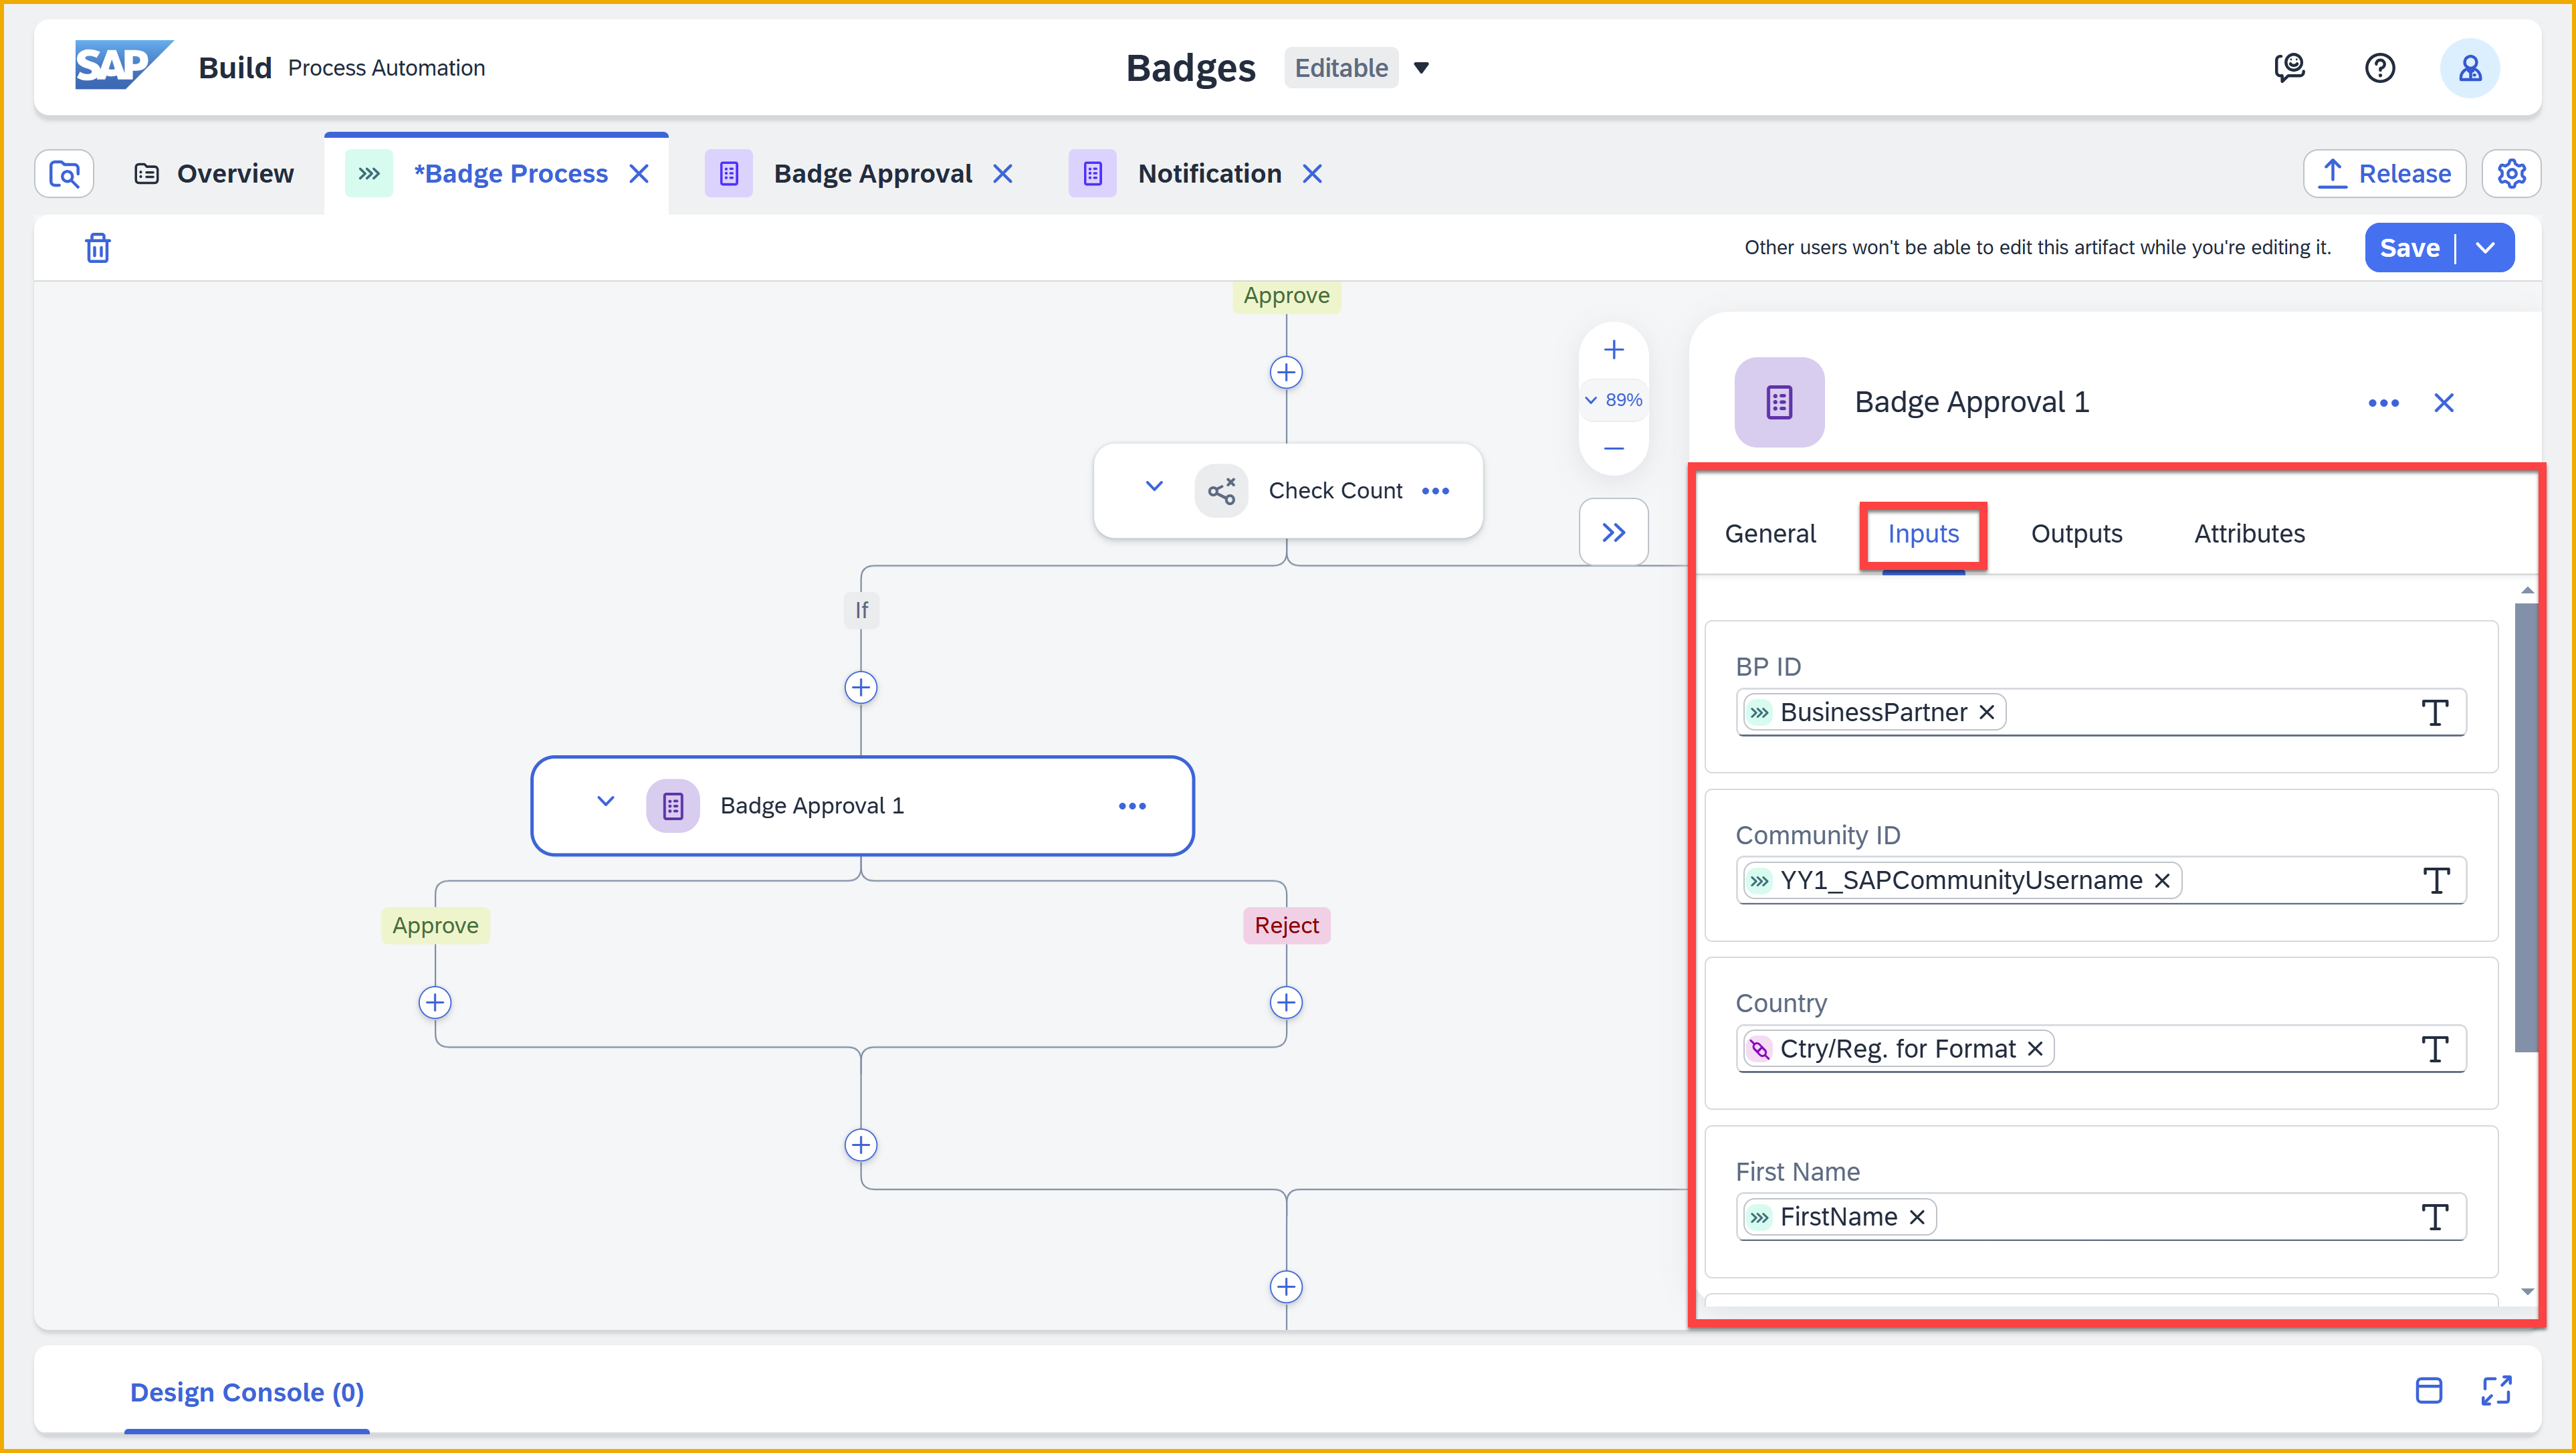 SAP Build Process Automation
Badges Editable
Overview
*Badge Process
Badge Approval
Notification
Release
Other users won't be able to edit this artifact while you're editing it.
Save
Approve
89%
Check Count
If
Badge Approval 1
Approve
Reject
Badge Approval 1
General Inputs Outputs Attributes
BP ID
BusinessPartner
Community ID
YY1_SAPCommunityUsername
Country
Ctry/Reg. for Format
First Name
FirstName
Design Console (0)